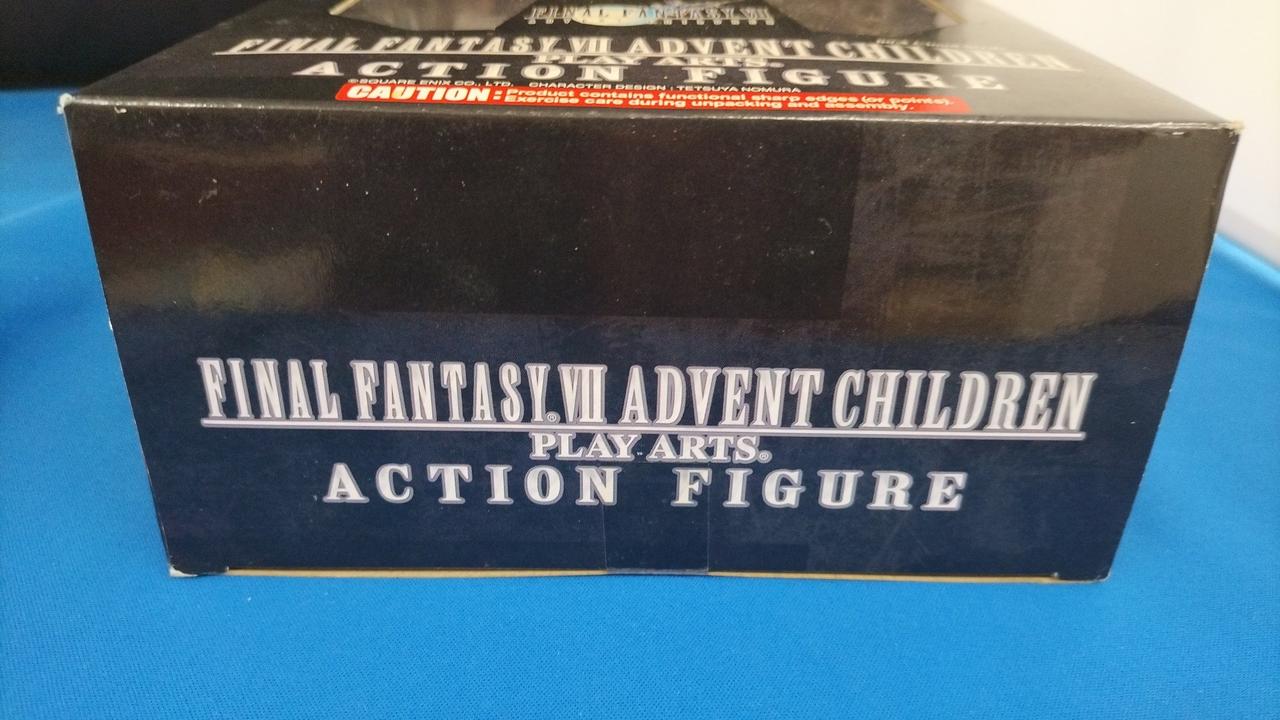 FINAL FANTASY VII
FINAL FANTASY VII ADVENT CHILDREN
PLAY ARTS®
ACTION FIGURE
©SQUARE ENIX CO., LTD. CHARACTER DESIGN : TETSUYA NOMURA
CAUTION: Product contains functional sharp edges (or points).
Exercise care during unpacking and assembly.
FINAL FANTASY®VII ADVENT CHILDREN
PLAY ARTS®
ACTION FIGURE